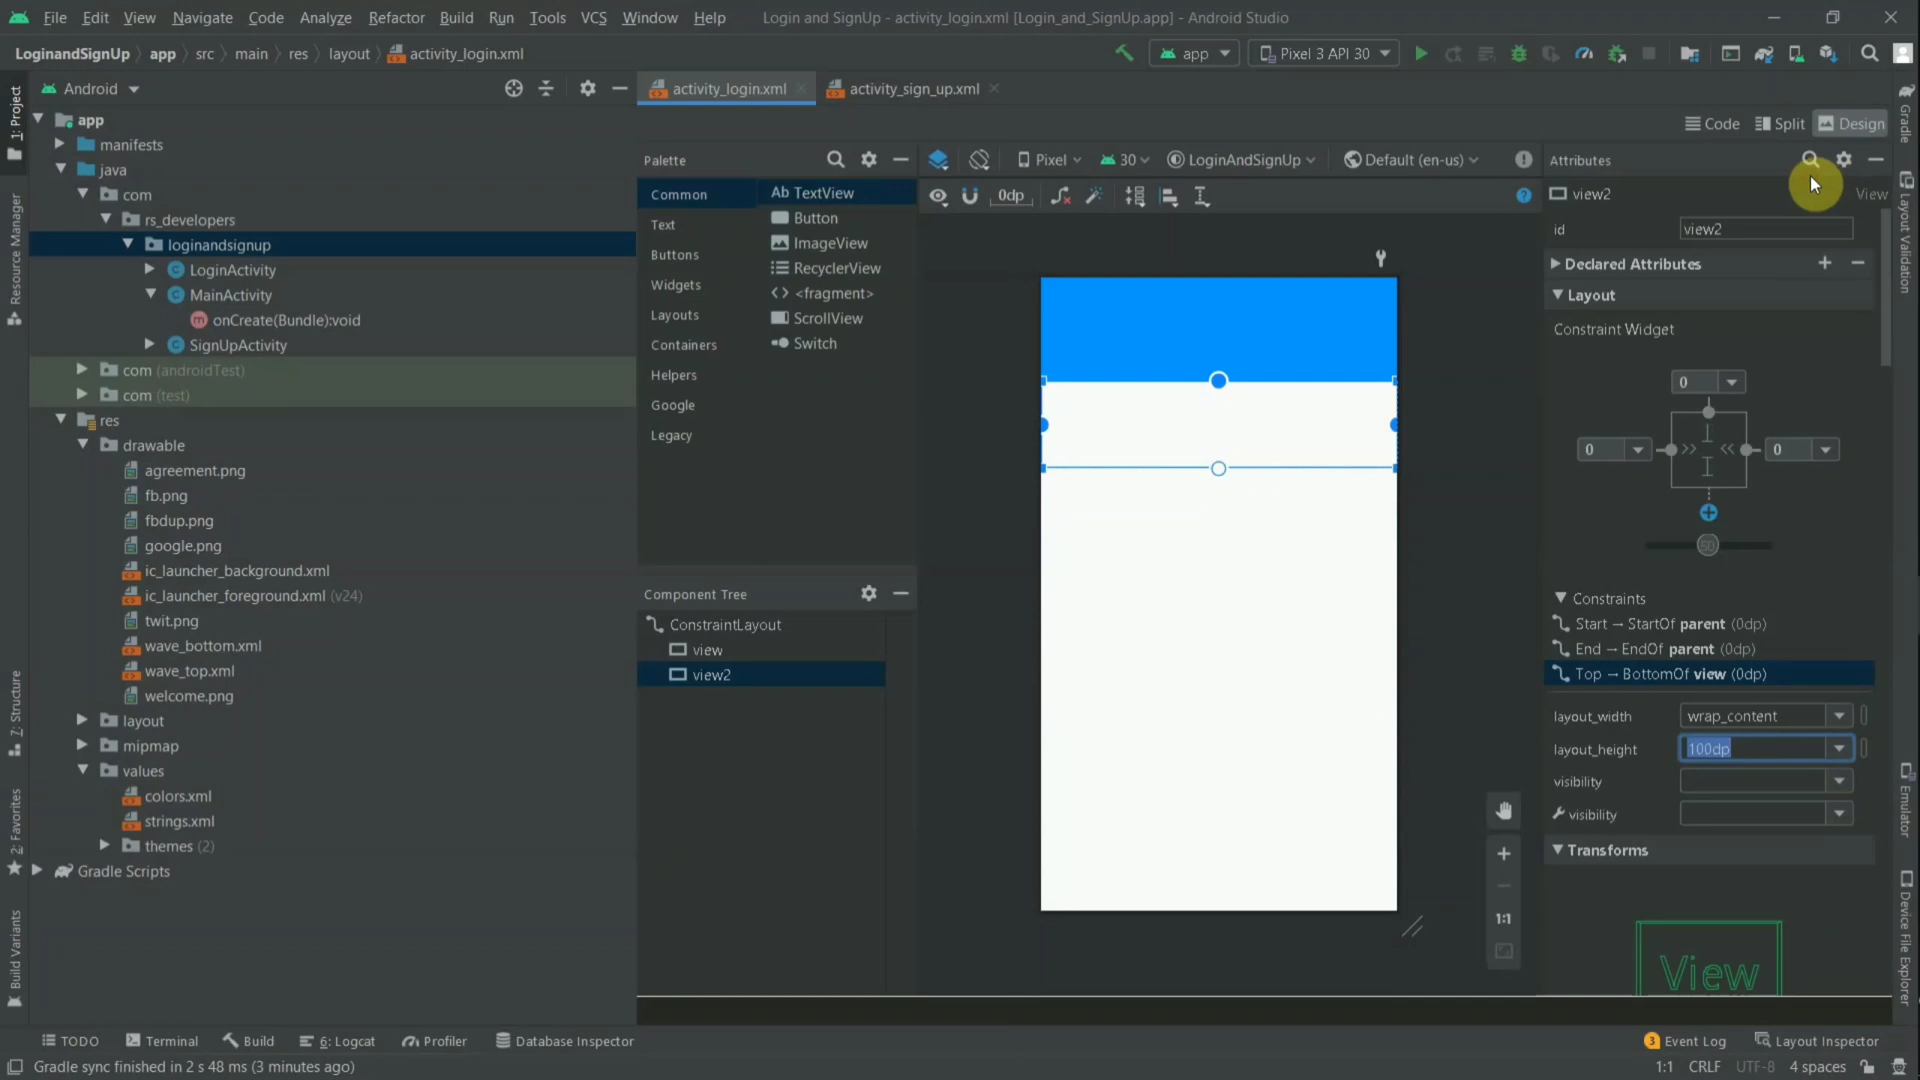 File Edit View Navigate Code Analyze Refactor Build Run Tools VCS Window Help Login and SignUp - activity_login.xml [Login_and_SignUp.app] - Android Studio
LoginandSignUp app src main res layout activity_login.xml app Pixel 3 API 30
1: Project
Resource Manager
7: Structure
2: Favorites
Build Variants
Android
app
manifests
java
com
rs_developers
loginandsignup
LoginActivity
MainActivity
onCreate(Bundle):void
SignUpActivity
com (androidTest)
com (test)
res
drawable
agreement.png
fb.png
fbdup.png
google.png
ic_launcher_background.xml
ic_launcher_foreground.xml (v24)
twit.png
wave_bottom.xml
wave_top.xml
welcome.png
layout
mipmap
values
colors.xml
strings.xml
themes (2)
Gradle Scripts
activity_login.xml activity_sign_up.xml
Code Split Design
Palette
Common
Text
Buttons
Widgets
Layouts
Containers
Helpers
Google
Legacy
Ab TextView
Button
ImageView
RecyclerView
<> <fragment>
ScrollView
Switch
Component Tree
ConstraintLayout
view
view2
Pixel 30 LoginAndSignUp Default (en-us)
0dp
1:1
Attributes
view2 View
id view2
Declared Attributes
Layout
Constraint Widget
0
0 0
50
Constraints
Start → StartOf parent (0dp)
End → EndOf parent (0dp)
Top → BottomOf view (0dp)
layout_width wrap_content
layout_height 100dp
visibility
visibility
Transforms
View
Gradle
Layout Validation
Emulator
Device File Explorer
TODO Terminal Build 6: Logcat Profiler Database Inspector 3 Event Log Layout Inspector
Gradle sync finished in 2 s 48 ms (3 minutes ago) 1:1 CRLF UTF-8 4 spaces